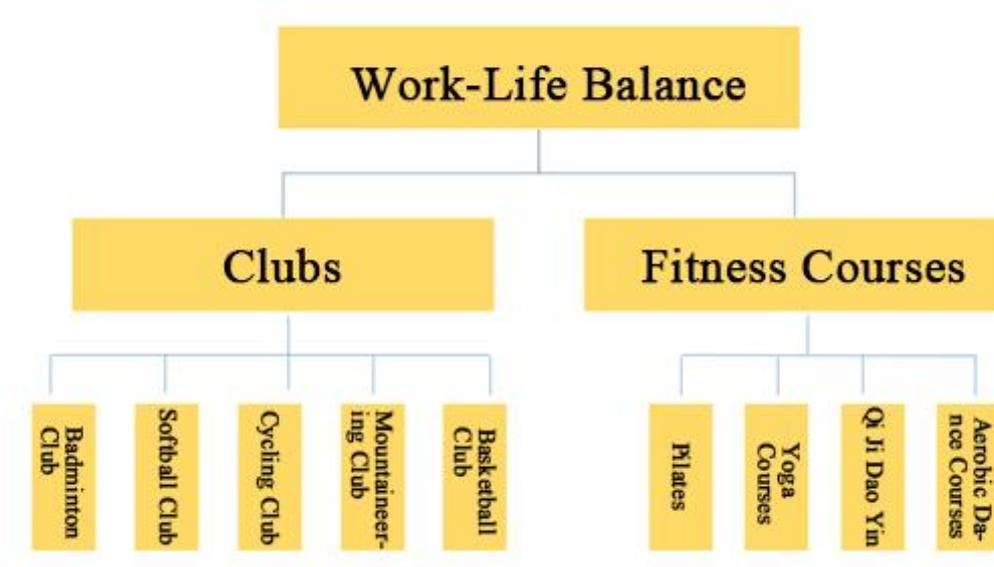 Work-Life Balance
Clubs
Fitness Courses
Badminton
Club
Softball Club
Cycling Club
Mountaineer-
ing Club
Basketball
Club
Pilates
Yoga
Courses
Qi Ji Dao Yin
Aerobic Da-
nce Courses